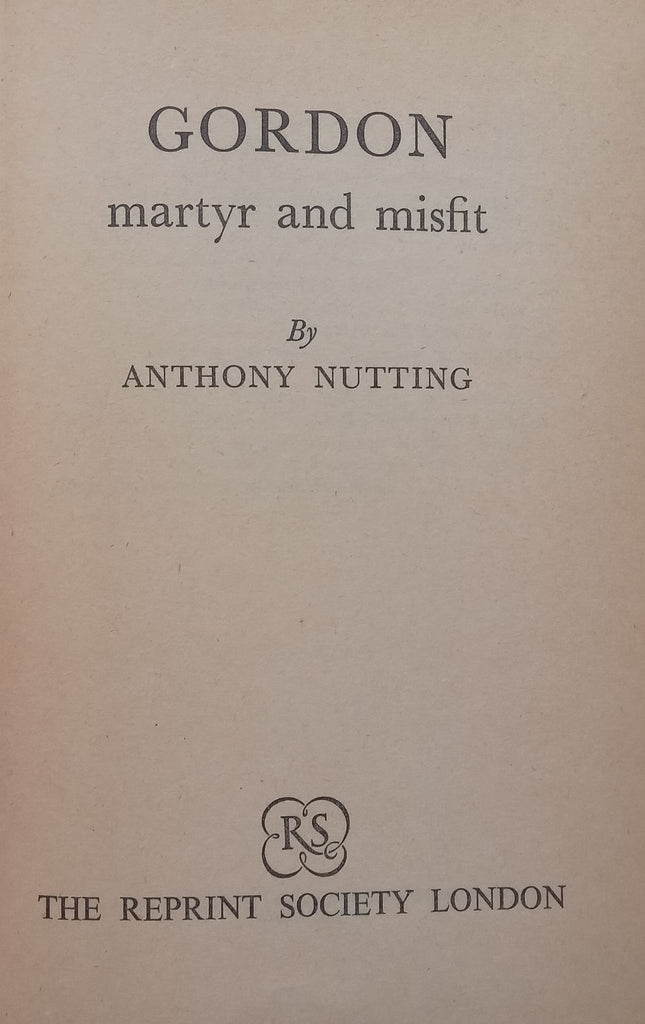 GORDON
martyr and misfit
By
ANTHONY NUTTING
RS
THE REPRINT SOCIETY LONDON